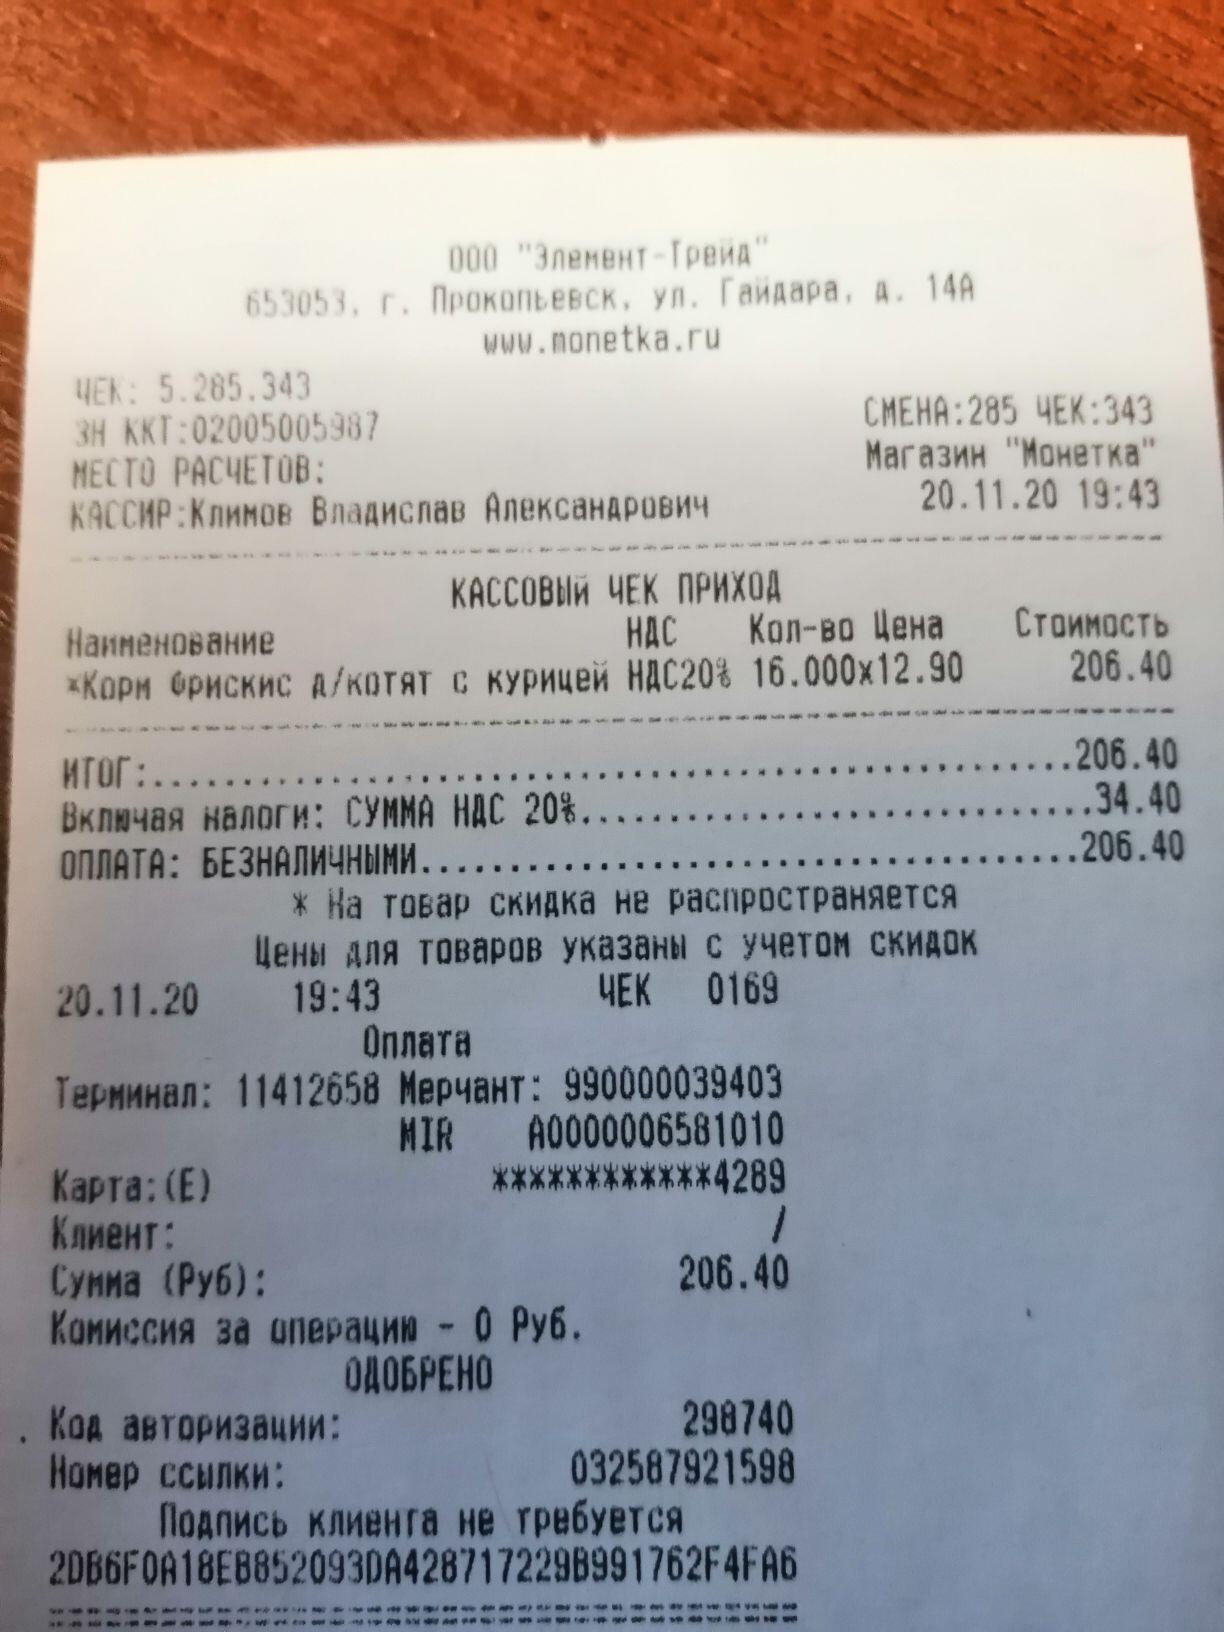 ООО "Элемент-Трейд"
653053, г. Прокопьевск, ул. Гайдара, д. 14А
www.monetka.ru
ЧЕК: 5.285.343
ЗН ККТ:02005005987 СМЕНА:285 ЧЕК:343
МЕСТО РАСЧЕТОВ: Магазин "Монетка"
КАССИР:Климов Владислав Александрович 20.11.20 19:43
КАССОВЫЙ ЧЕК ПРИХОД
Наименование НДС Кол-во Цена Стоимость
*Корм Фрискис д/котят с курицей НДС20% 16.000x12.90 206.40
ИТОГ:..................................................206.40
Включая налоги: СУММА НДС 20%..............................34.40
ОПЛАТА: БЕЗНАЛИЧНЫМИ...................................206.40
* На товар скидка не распространяется
Цены для товаров указаны с учетом скидок
20.11.20 19:43 ЧЕК 0169
Оплата
Терминал: 11412658 Мерчант: 990000039403
MIR A0000006581010
Карта:(E) ************4289
Клиент: /
Сумма (Руб): 206.40
Комиссия за операцию - 0 Руб.
ОДОБРЕНО
Код авторизации: 298740
Номер ссылки: 032587921598
Подпись клиента не требуется
2DB6F0A18EB852093DA428717229B991762F4FA6